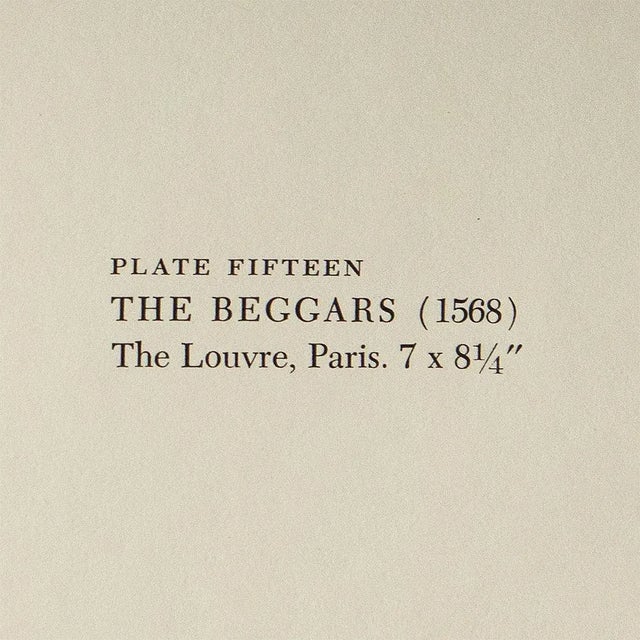 PLATE FIFTEEN
THE BEGGARS (1568)
The Louvre, Paris. 7 x 8¼″